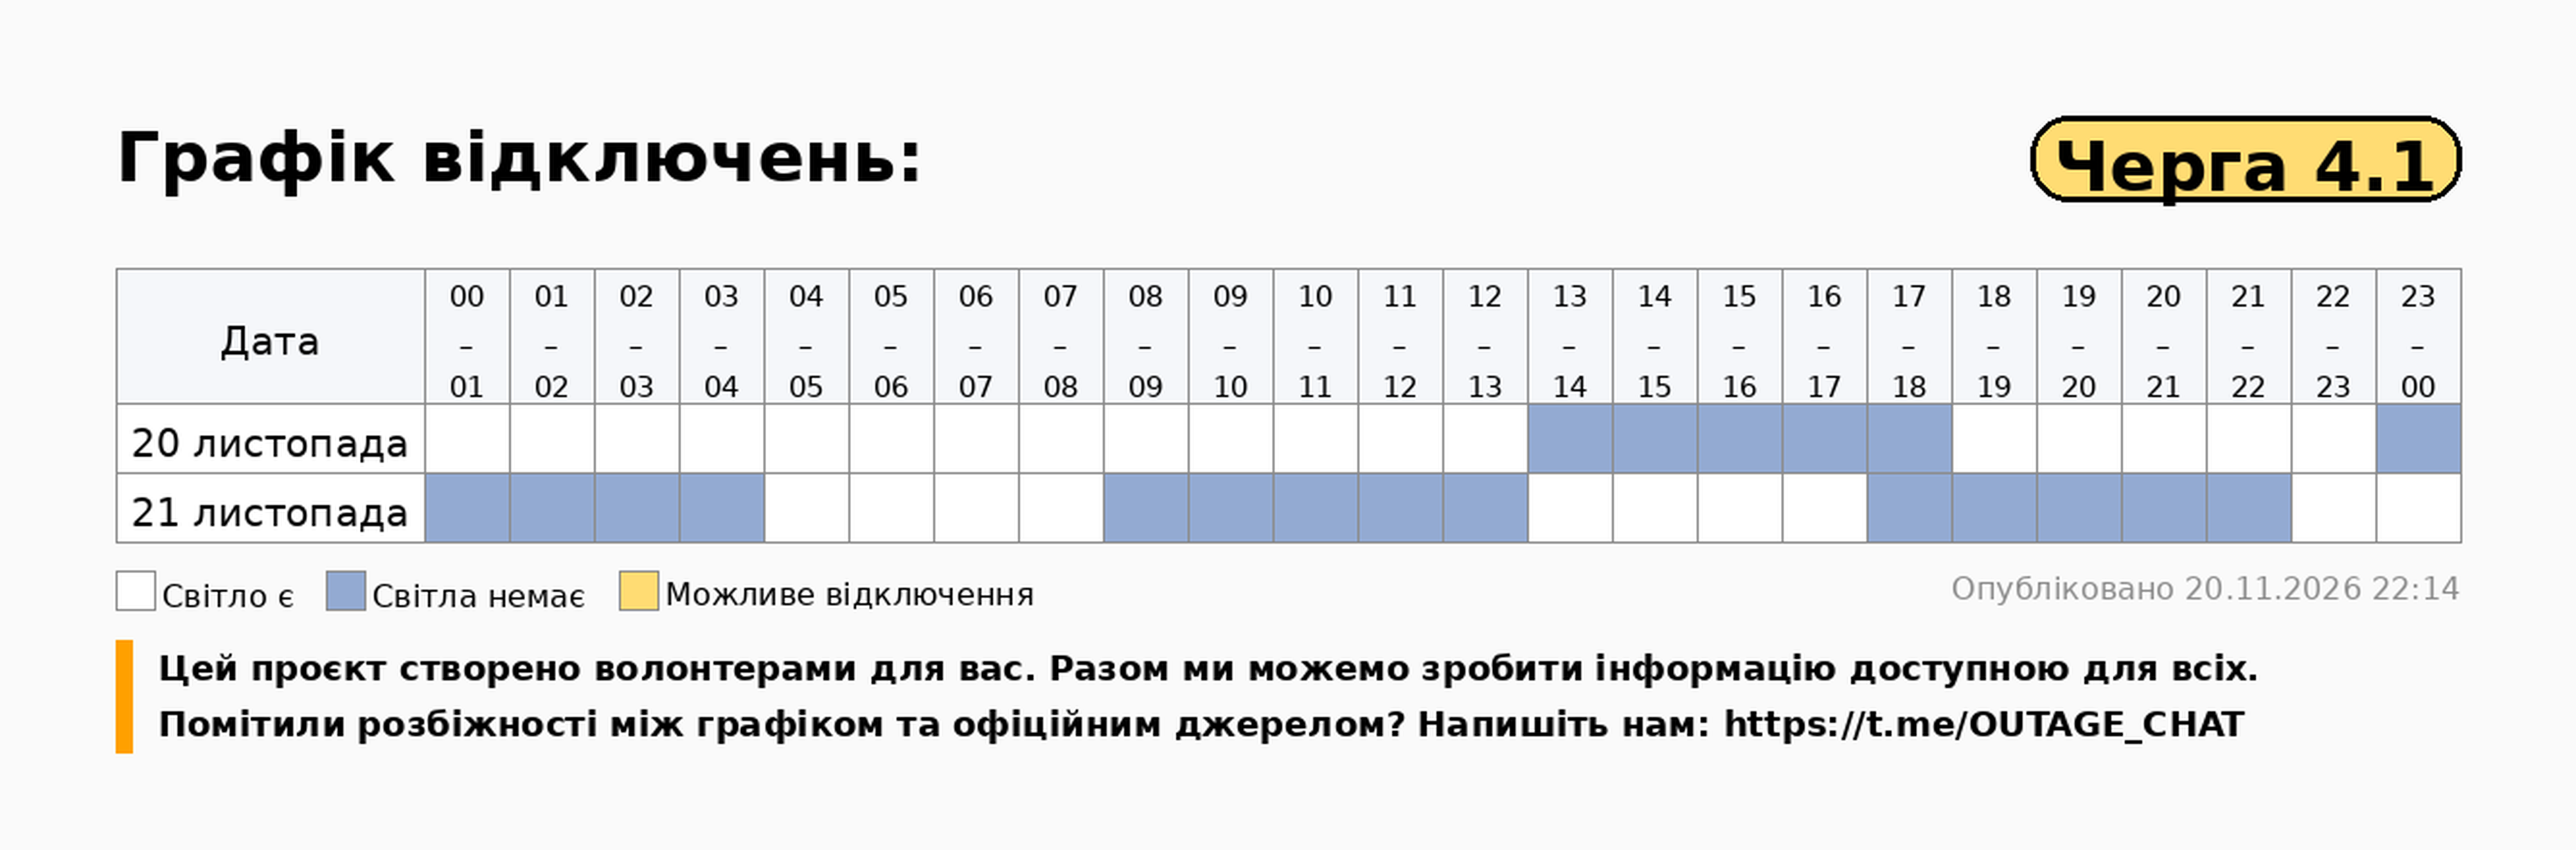 Графік відключень:
Черга 4.1
Дата 00 – 01 01 – 02 02 – 03 03 – 04 04 – 05 05 – 06 06 – 07 07 – 08 08 – 09 09 – 10 10 – 11 11 – 12 12 – 13 13 – 14 14 – 15 15 – 16 16 – 17 17 – 18 18 – 19 19 – 20 20 – 21 21 – 22 22 – 23 23 – 00
20 листопада
21 листопада
Світло є Світла немає Можливе відключення
Опубліковано 20.11.2026 22:14
Цей проєкт створено волонтерами для вас. Разом ми можемо зробити інформацію доступною для всіх.
Помітили розбіжності між графіком та офіційним джерелом? Напишіть нам: https://t.me/OUTAGE_CHAT